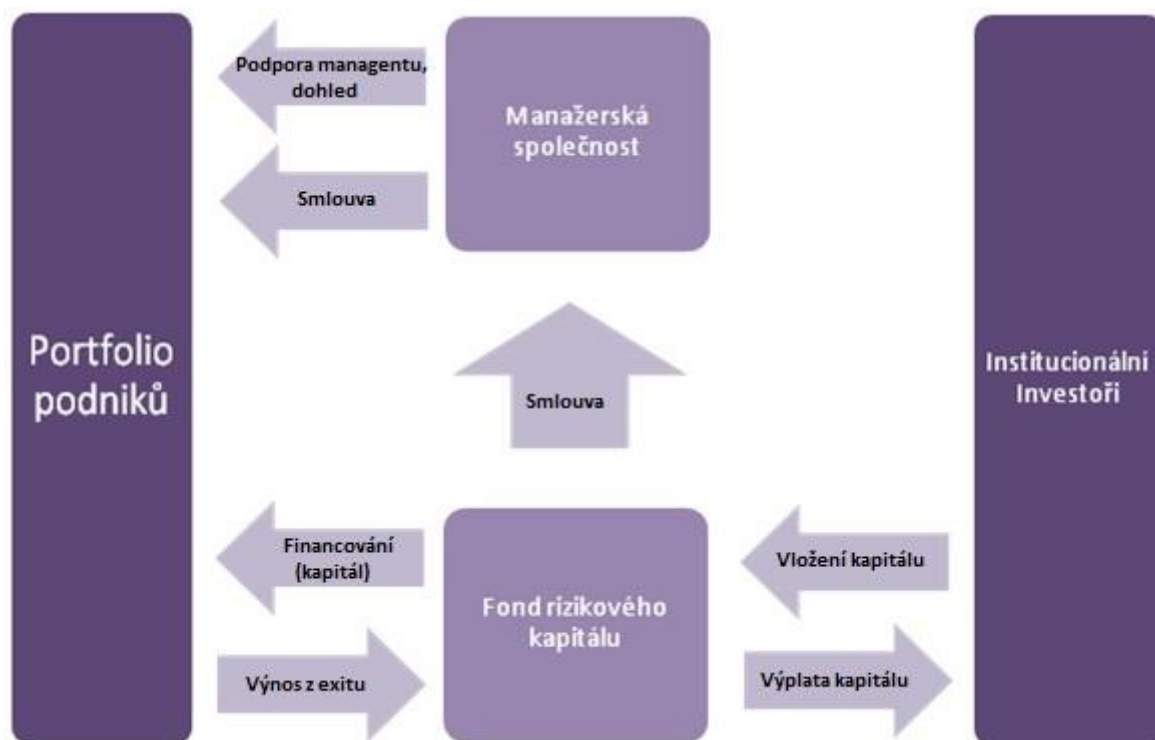 Podpora managentu,
dohled
Manažerská
společnost
Smlouva
Portfolio
podniků
Institucionálni
Investoři
Smlouva
Financování
(kapitál)
Vložení kapitálu
Fond rizikového
kapitálu
Výnos z exitu
Výplata kapitálu